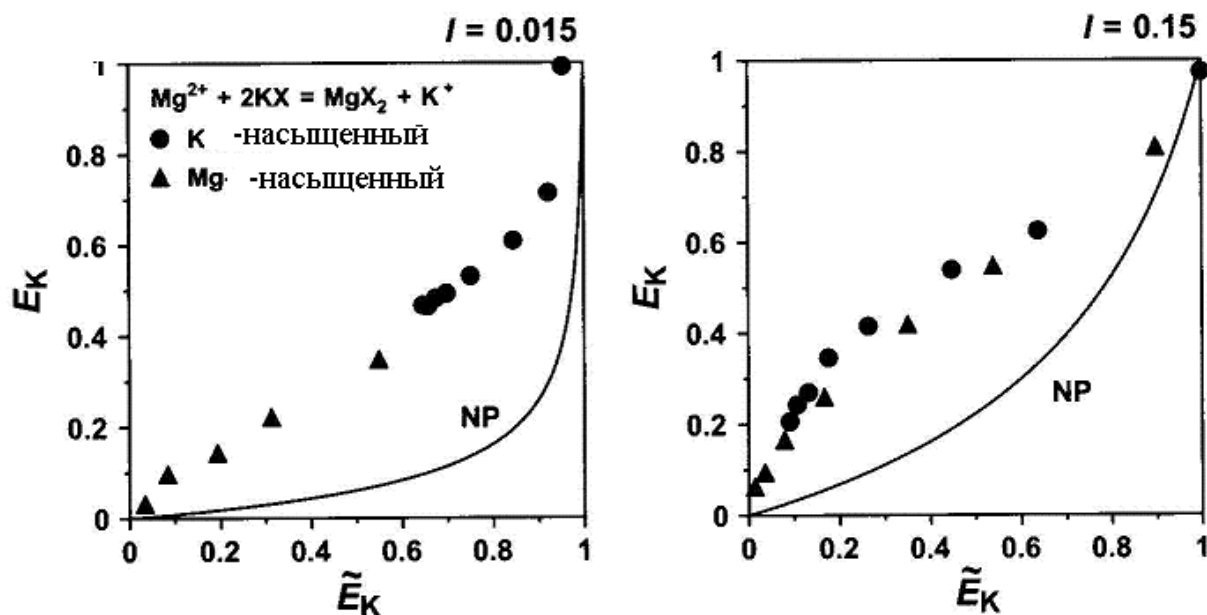 I = 0.015
Mg²⁺ + 2KX = MgX₂ + K⁺
● K -насыщенный
▲ Mg -насыщенный
1
0.8
0.6
0.4
0.2
0
NP
E_K
0 0.2 0.4 0.6 0.8 1
Ẽ_K
I = 0.15
1
0.8
0.6
0.4
0.2
0
NP
E_K
0 0.2 0.4 0.6 0.8 1
Ẽ_K